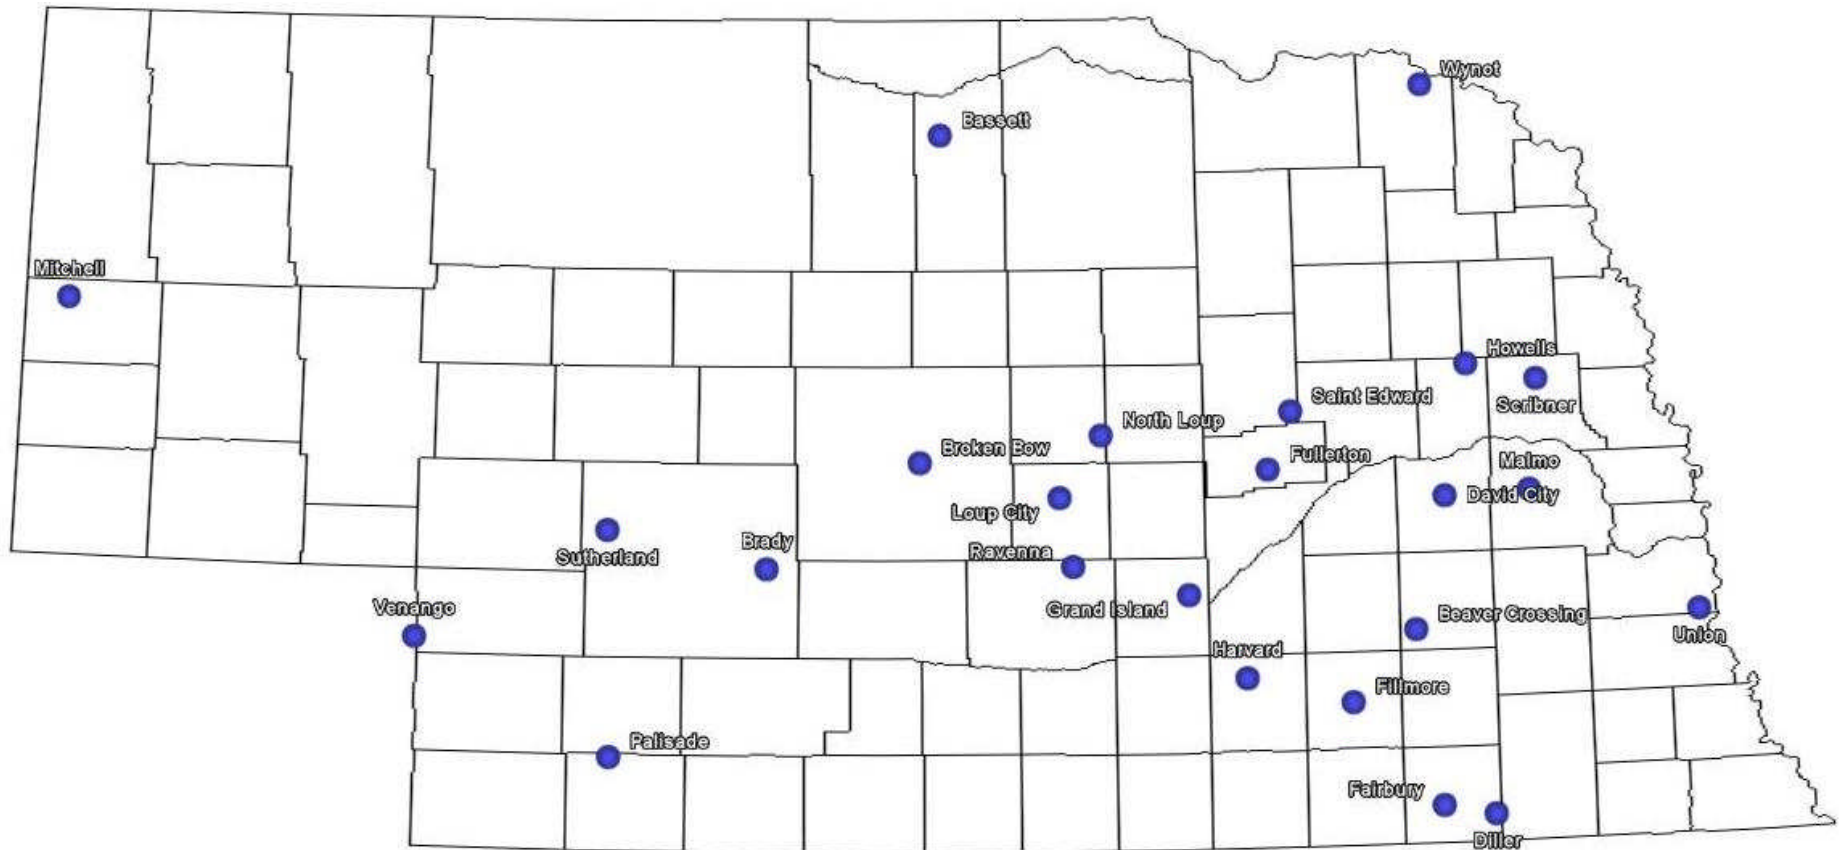 Wynot
Bassett
Mitchell
Howells
Saint Edward
Scribner
North Loup
Broken Bow
Fullerton
Malmo
David City
Loup City
Brady
Ravenna
Sutherland
Venango
Grand Island
Beaver Crossing
Union
Harvard
Fillmore
Palisade
Fairbury
Diller